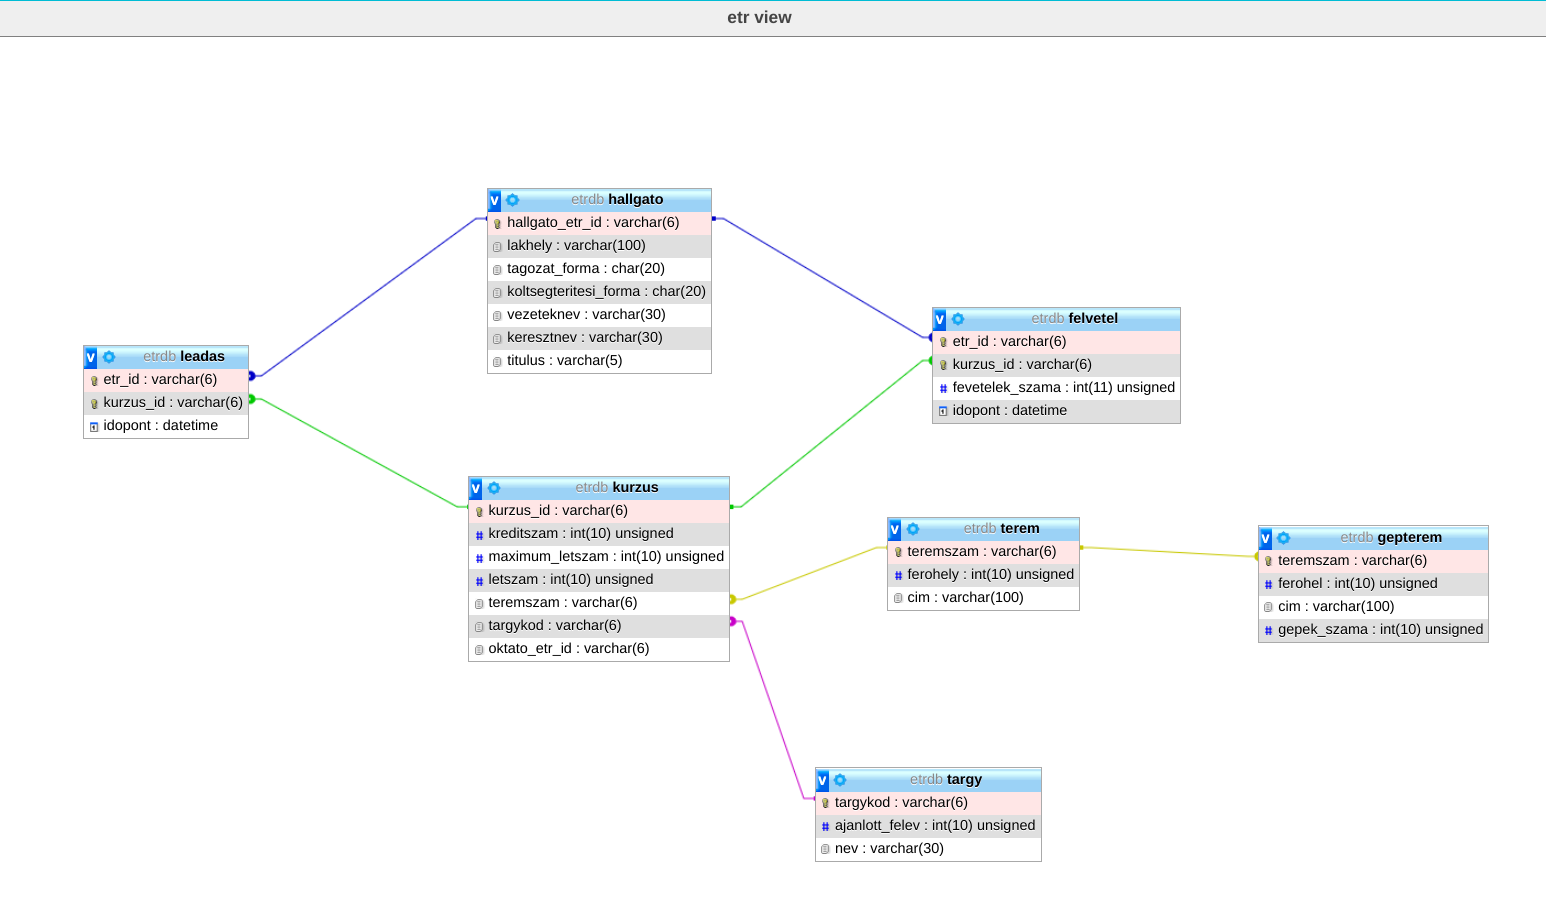 etr view
etrdb hallgato
hallgato_etr_id : varchar(6)
lakhely : varchar(100)
tagozat_forma : char(20)
koltsegteritesi_forma : char(20)
vezeteknev : varchar(30)
keresztnev : varchar(30)
titulus : varchar(5)
etrdb felvetel
etr_id : varchar(6)
kurzus_id : varchar(6)
fevetelek_szama : int(11) unsigned
idopont : datetime
etrdb leadas
etr_id : varchar(6)
kurzus_id : varchar(6)
idopont : datetime
etrdb kurzus
kurzus_id : varchar(6)
kreditszam : int(10) unsigned
maximum_letszam : int(10) unsigned
letszam : int(10) unsigned
teremszam : varchar(6)
targykod : varchar(6)
oktato_etr_id : varchar(6)
etrdb terem
teremszam : varchar(6)
ferohely : int(10) unsigned
cim : varchar(100)
etrdb gepterem
teremszam : varchar(6)
ferohel : int(10) unsigned
cim : varchar(100)
gepek_szama : int(10) unsigned
etrdb targy
targykod : varchar(6)
ajanlott_felev : int(10) unsigned
nev : varchar(30)